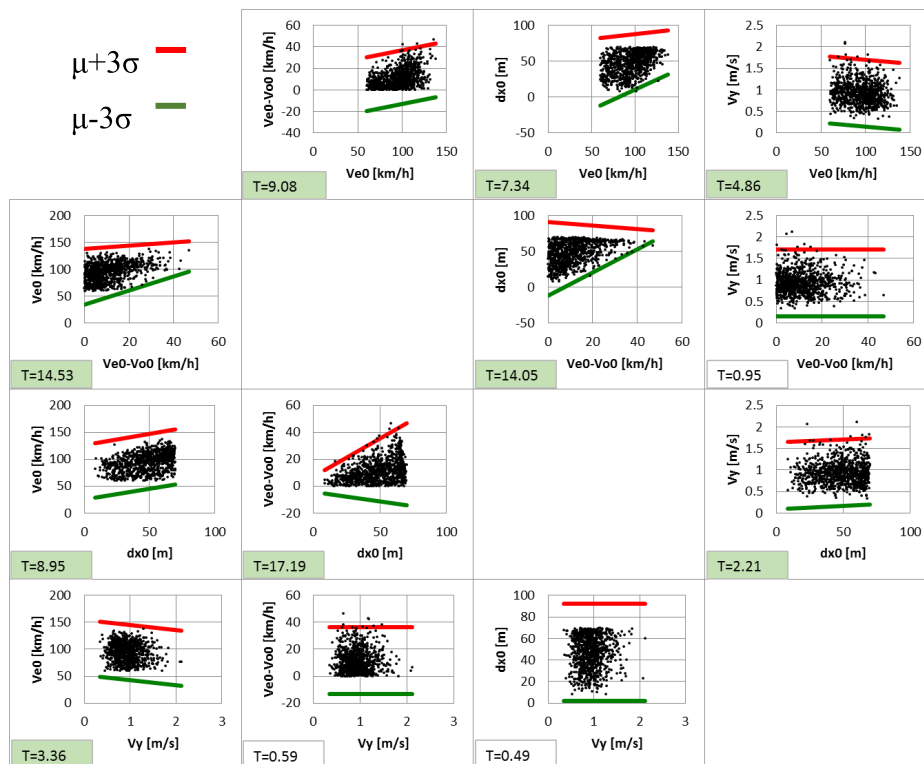 μ+3σ
μ-3σ
Ve0-Vo0 [km/h]
60
40
20
0
-20
-40
0 50 100 150
Ve0 [km/h]
T=9.08
dx0 [m]
100
50
0
-50
0 50 100 150
Ve0 [km/h]
T=7.34
Vy [m/s]
2.5
2
1.5
1
0.5
0
0 50 100 150
Ve0 [km/h]
T=4.86
Ve0 [km/h]
200
150
100
50
0
0 20 40 60
Ve0-Vo0 [km/h]
T=14.53
dx0 [m]
100
50
0
-50
0 20 40 60
Ve0-Vo0 [km/h]
T=14.05
Vy [m/s]
2.5
2
1.5
1
0.5
0
0 20 40 60
Ve0-Vo0 [km/h]
T=0.95
Ve0 [km/h]
200
150
100
50
0
0 50 100
dx0 [m]
T=8.95
Ve0-Vo0 [km/h]
60
40
20
0
-20
0 50 100
dx0 [m]
T=17.19
Vy [m/s]
2.5
2
1.5
1
0.5
0
0 50 100
dx0 [m]
T=2.21
Ve0 [km/h]
200
150
100
50
0
0 1 2 3
Vy [m/s]
T=3.36
Ve0-Vo0 [km/h]
60
40
20
0
-20
0 1 2 3
Vy [m/s]
T=0.59
dx0 [m]
100
80
60
40
20
0
0 1 2 3
Vy [m/s]
T=0.49